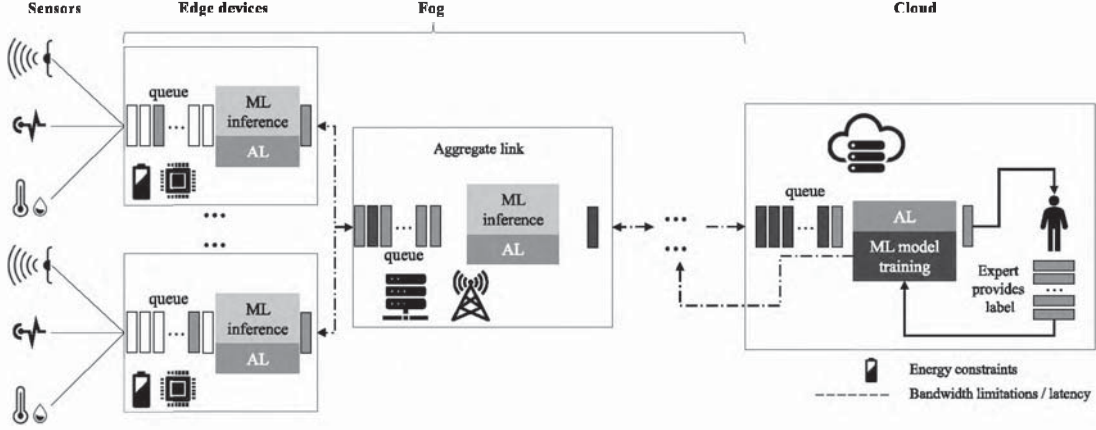 Sensors
Edge devices
Fog
Cloud
queue
...
ML
inference
AL
...
queue
...
ML
inference
AL
Aggregate link
...
queue
ML
inference
AL
...
...
queue
...
AL
ML model
training
Expert
provides
label
...
Energy constraints
Bandwidth limitations / latency